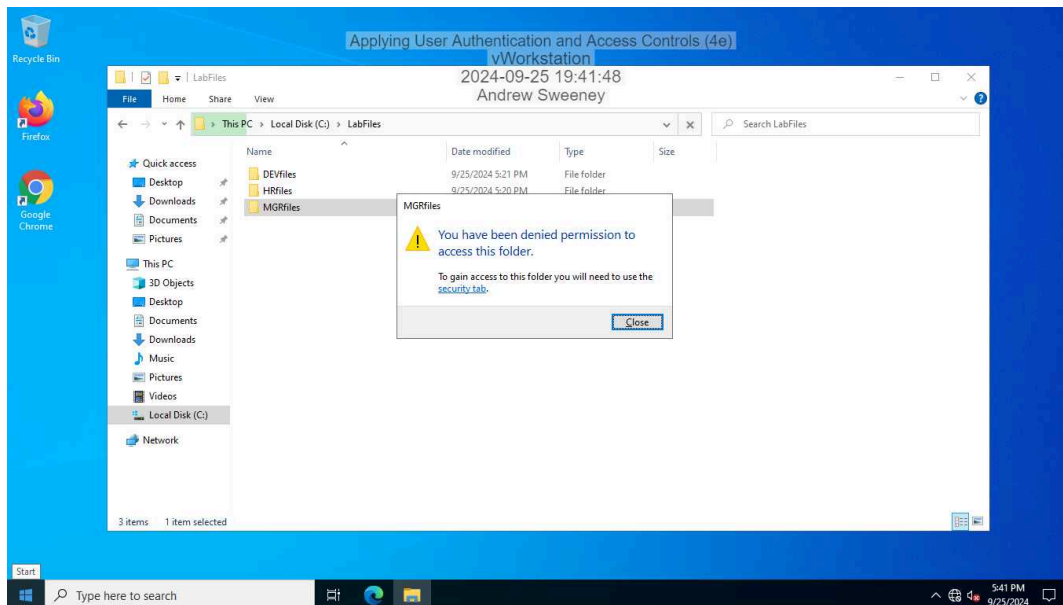 Recycle Bin
Firefox
Google
Chrome
Applying User Authentication and Access Controls (4e)
vWorkstation
2024-09-25 19:41:48
Andrew Sweeney
LabFiles
File Home Share View
This PC > Local Disk (C:) > LabFiles
Search LabFiles
Name Date modified Type Size
DEVfiles 9/25/2024 5:21 PM File folder
HRfiles 9/25/2024 5:20 PM File folder
MGRfiles
Quick access
Desktop
Downloads
Documents
Pictures
This PC
3D Objects
Desktop
Documents
Downloads
Music
Pictures
Videos
Local Disk (C:)
Network
MGRfiles
You have been denied permission to
access this folder.
To gain access to this folder you will need to use the
security tab.
Close
3 items 1 item selected
Start
Type here to search
5:41 PM
9/25/2024